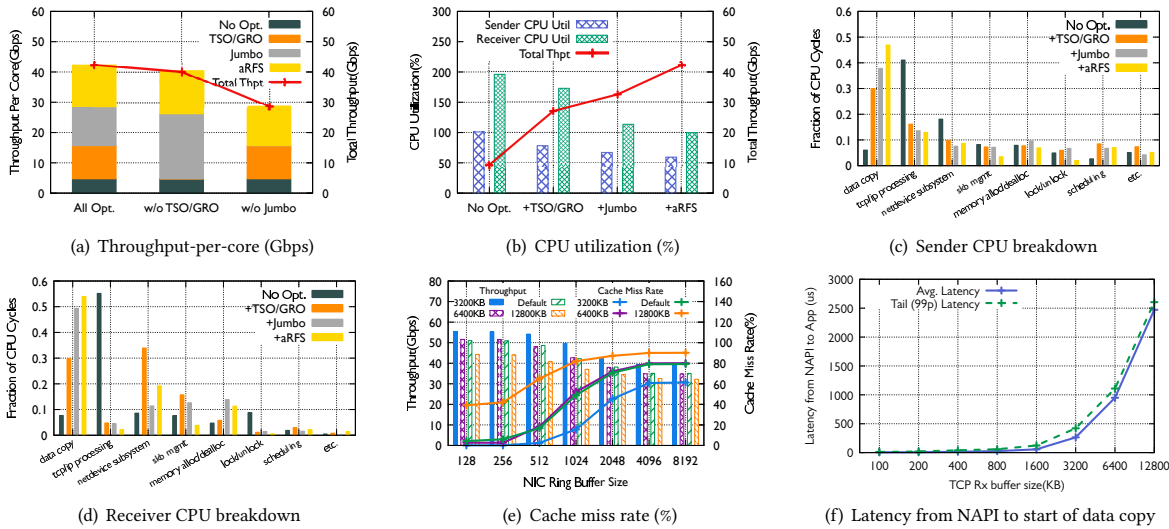 Throughput Per Core(Gbps)
60
50
40
30
20
10
0
No Opt.
TSO/GRO
Jumbo
aRFS
Total Thpt
60
50
40
30
20
10
0
Total Throughput(Gbps)
All Opt.
w/o TSO/GRO
w/o Jumbo
(a) Throughput-per-core (Gbps)
CPU Utilization(%)
300
250
200
150
100
50
0
Sender CPU Util
Receiver CPU Util
Total Thpt
60
50
40
30
20
10
0
Total Throughput(Gbps)
No Opt.
+TSO/GRO
+Jumbo
+aRFS
(b) CPU utilization (%)
Fraction of CPU Cycles
0.6
0.5
0.4
0.3
0.2
0.1
0
No Opt.
+TSO/GRO
+Jumbo
+aRFS
data copy
tcp/ip processing
netdevice subsystem
skb mgmt
memory alloc/dealloc
lock/unlock
scheduling
etc.
(c) Sender CPU breakdown
Fraction of CPU Cycles
0.6
0.5
0.4
0.3
0.2
0.1
0
No Opt.
+TSO/GRO
+Jumbo
+aRFS
data copy
tcp/ip processing
netdevice subsystem
skb mgmt
memory alloc/dealloc
lock/unlock
scheduling
etc.
(d) Receiver CPU breakdown
Throughput(Gbps)
80
70
60
50
40
30
20
10
0
Throughput
3200KB Default
6400KB 12800KB
Cache Miss Rate
3200KB Default
6400KB 12800KB
160
140
120
100
80
60
40
20
0
Cache Miss Rate(%)
128 256 512 1024 2048 4096 8192
NIC Ring Buffer Size
(e) Cache miss rate (%)
Latency from NAPI to App (us)
3000
2500
2000
1500
1000
500
0
Avg. Latency
Tail (99p) Latency
100 200 400 800 1600 3200 6400 12800
TCP Rx buffer size(KB)
(f) Latency from NAPI to start of data copy